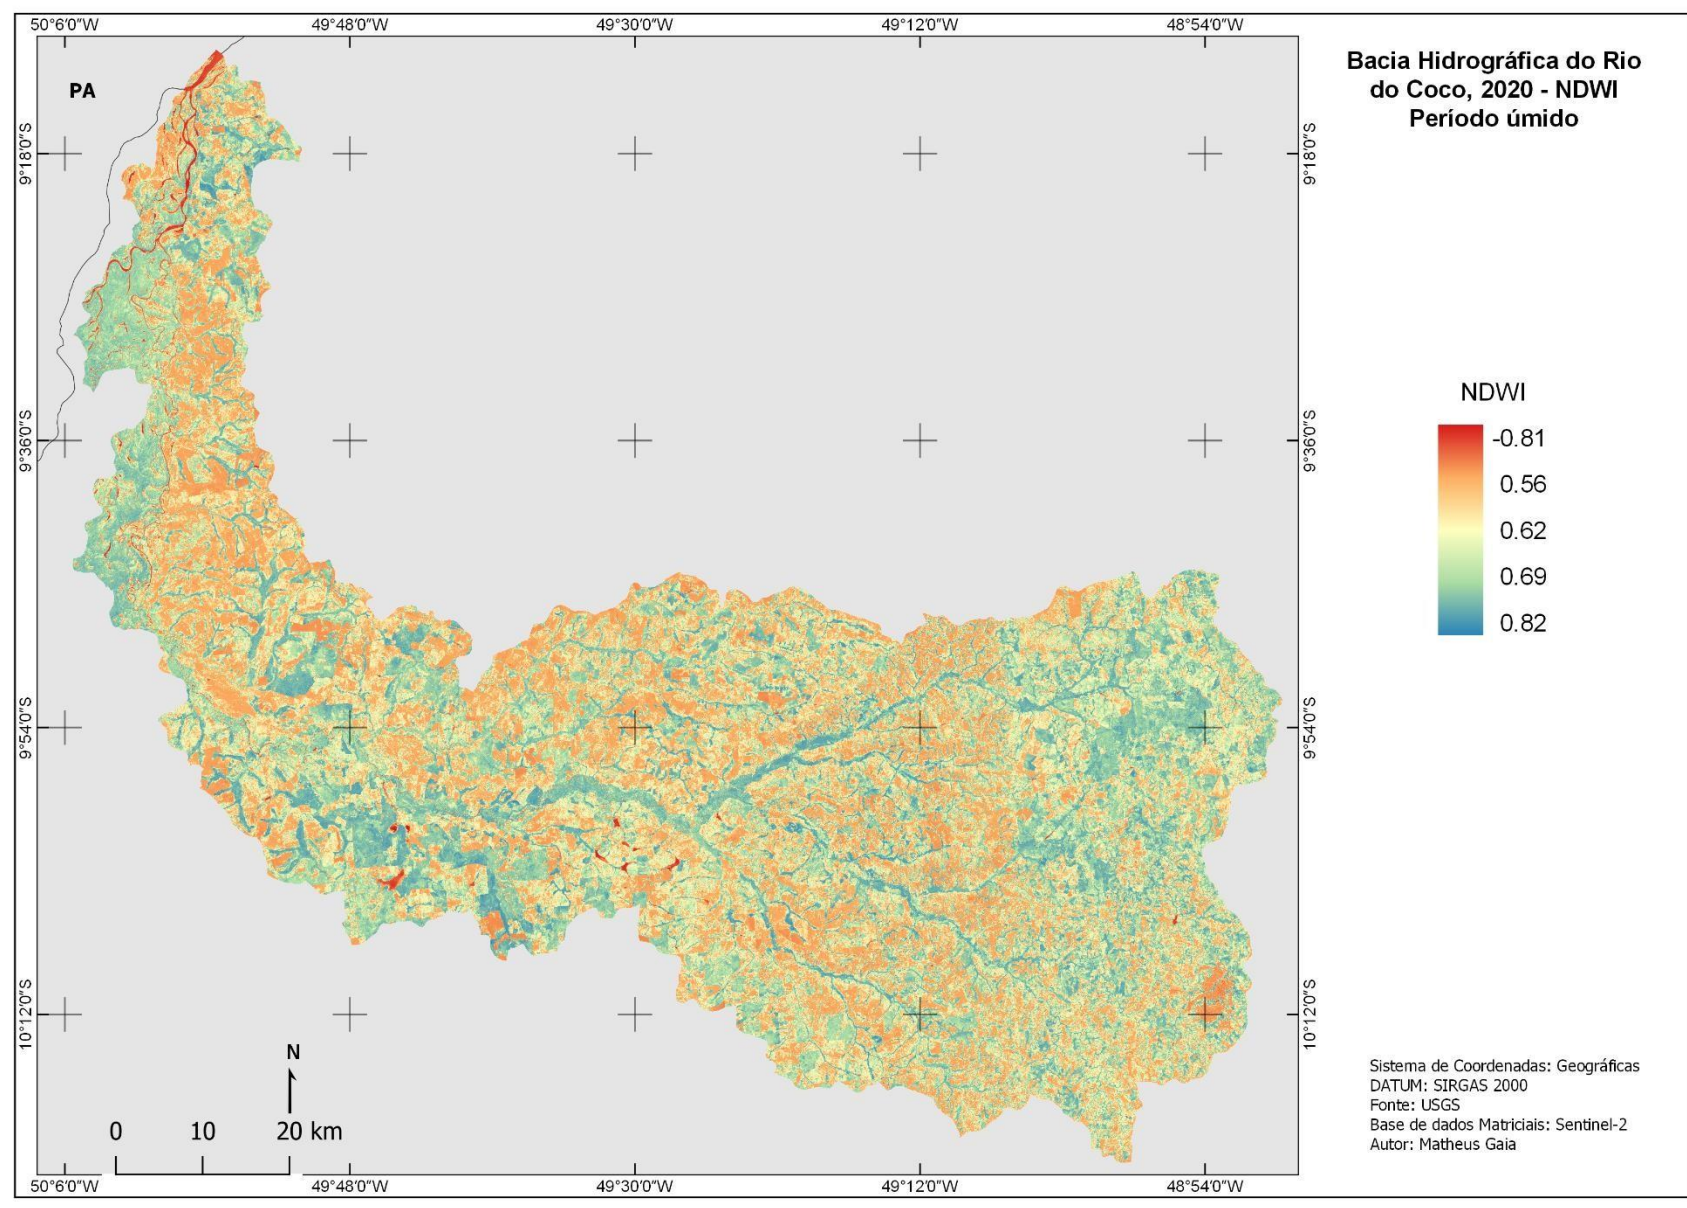 50°6'0"W 49°48'0"W 49°30'0"W 49°12'0"W 48°54'0"W
Bacia Hidrográfica do Rio
do Coco, 2020 - NDWI
Período úmido
PA
9°18'0"S 9°18'0"S
NDWI
-0.81
0.56
0.62
0.69
0.82
9°36'0"S 9°36'0"S
9°54'0"S 9°54'0"S
10°12'0"S 10°12'0"S
N
0 10 20 km
Sistema de Coordenadas: Geográficas
DATUM: SIRGAS 2000
Fonte: USGS
Base de dados Matriciais: Sentinel-2
Autor: Matheus Gaia
50°6'0"W 49°48'0"W 49°30'0"W 49°12'0"W 48°54'0"W